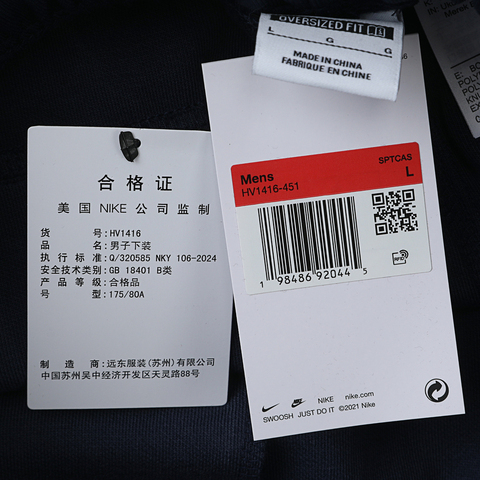 OVERSIZED FIT
L G G
MADE IN CHINA
FABRIQUE EN CHINE
合格证
美国 NIKE 公司监制
货 号: HV1416
品 名: 男子下装
执行标准: Q/320585 NKY 106-2024
安全技术类别: GB 18401 B类
产品等级: 合格品
号 型: 175/80A
制造商: 远东服装(苏州)有限公司
中国苏州吴中经济开发区天灵路88号
SPTCAS
Mens
HV1416-451
L
1 98486 92044 5
RFID
NIKE nike.com
SWOOSH JUST DO IT ©2021 Nike